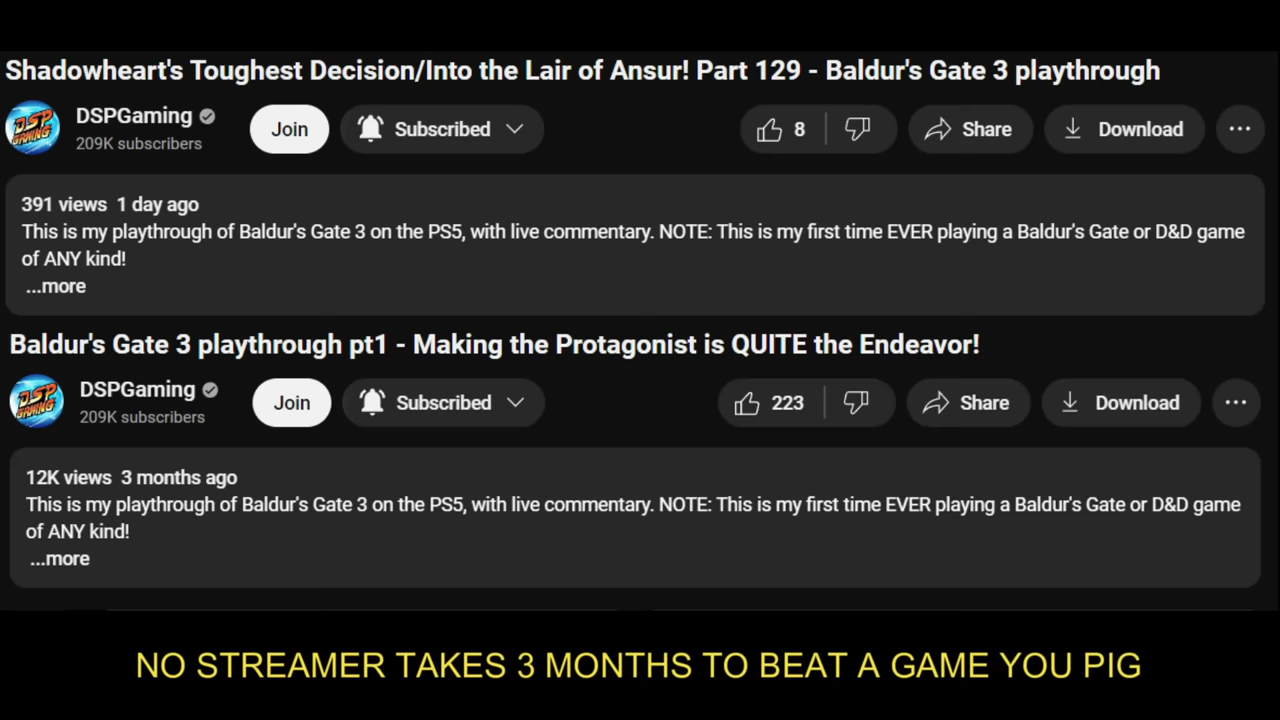 Shadowheart's Toughest Decision/Into the Lair of Ansur! Part 129 - Baldur's Gate 3 playthrough
DSP GAMING DSPGaming Join Subscribed 8 Share Download ...
209K subscribers
391 views 1 day ago
This is my playthrough of Baldur's Gate 3 on the PS5, with live commentary. NOTE: This is my first time EVER playing a Baldur's Gate or D&D game
of ANY kind!
...more
Baldur's Gate 3 playthrough pt1 - Making the Protagonist is QUITE the Endeavor!
DSP GAMING DSPGaming Join Subscribed 223 Share Download ...
209K subscribers
12K views 3 months ago
This is my playthrough of Baldur's Gate 3 on the PS5, with live commentary. NOTE: This is my first time EVER playing a Baldur's Gate or D&D game
of ANY kind!
...more
NO STREAMER TAKES 3 MONTHS TO BEAT A GAME YOU PIG